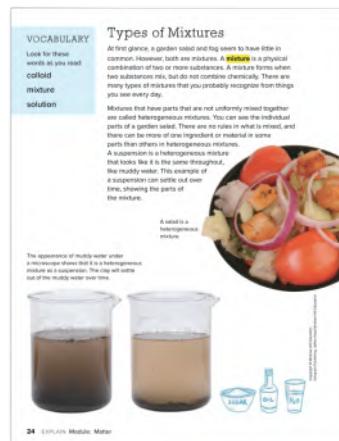 VOCABULARY
Look for these
words as you read:
colloid
mixture
solution
Types of Mixtures
At first glance, a garden salad and fog seem to have little in
common. However, both are mixtures. A mixture is a physical
combination of two or more substances. A mixture forms when
two substances mix, but do not combine chemically. There are
many types of mixtures that you probably recognize from things
you see every day.
Mixtures that have parts that are not uniformly mixed together
are called heterogeneous mixtures. You can see the individual
parts of a garden salad. There are no rules in what is mixed, and
there can be more of one ingredient or material in some
parts than others in heterogeneous mixtures.
A suspension is a heterogeneous mixture
that looks like it is the same throughout,
like muddy water. This example of
a suspension can settle out over
time, showing the parts of
the mixture.
A salad is a
heterogeneous
mixture.
The appearance of muddy water under
a microscope shows that it is a heterogeneous
mixture as a suspension. The clay will settle
out of the muddy water over time.
SUGAR
OIL
H₂O
24 EXPLAIN Module: Matter